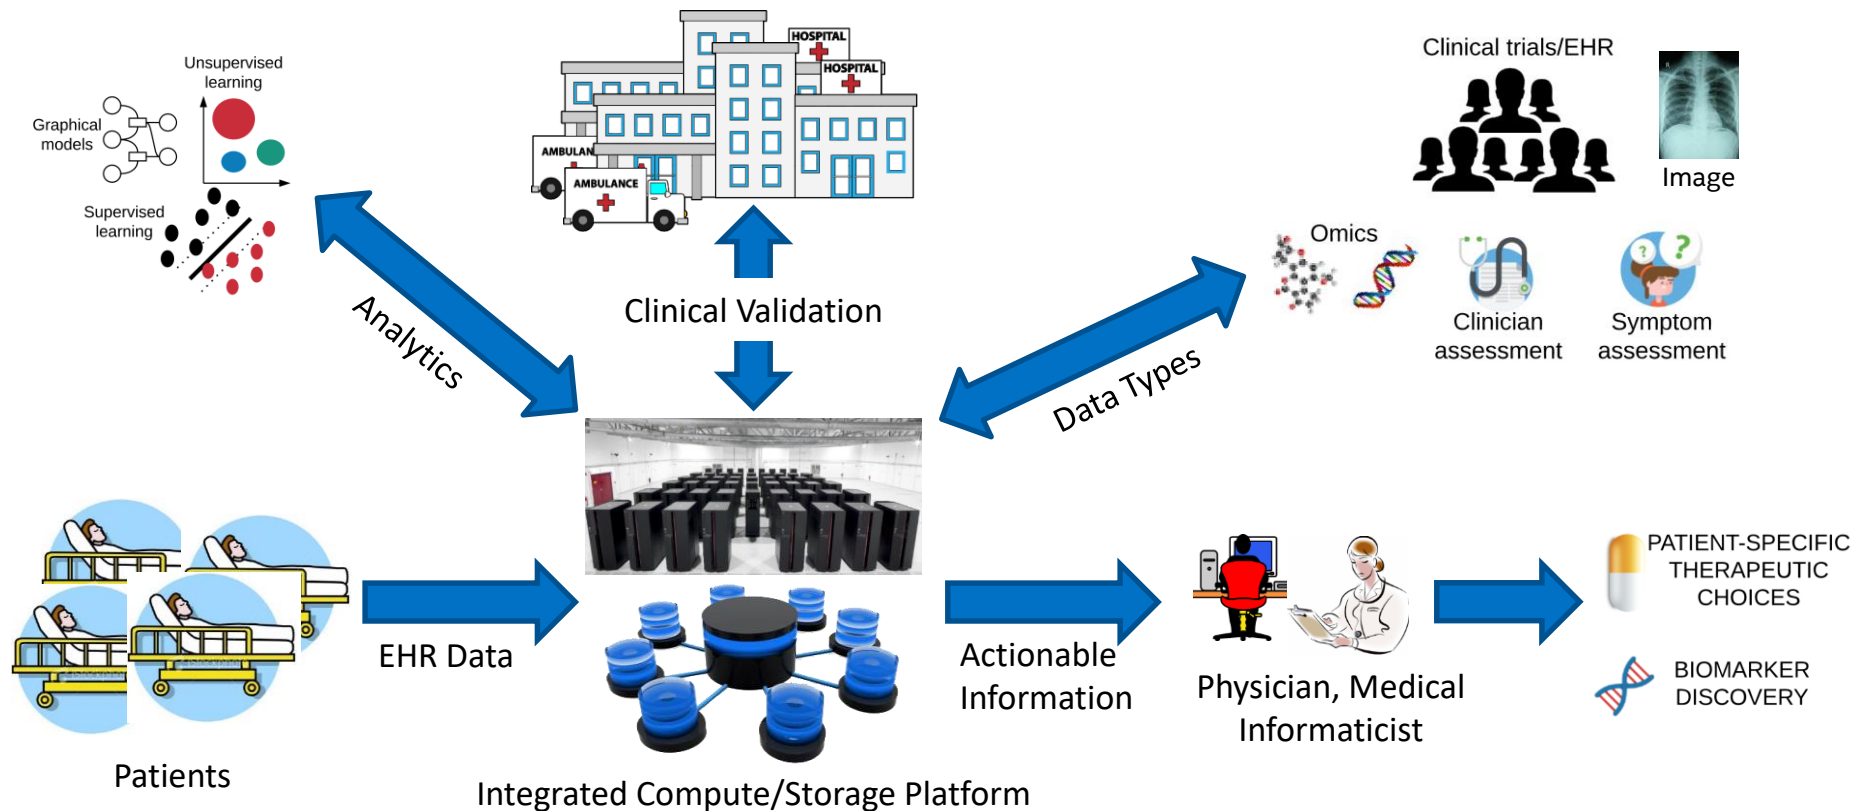 Unsupervised
learning
Graphical
models
Supervised
learning
HOSPITAL
HOSPITAL
AMBULAN
AMBULANCE
Clinical trials/EHR
Image
Omics
Clinician
assessment
Symptom
assessment
Analytics
Clinical Validation
Data Types
EHR Data
Actionable
Information
Patients
Integrated Compute/Storage Platform
Physician, Medical
Informaticist
PATIENT-SPECIFIC
THERAPEUTIC
CHOICES
BIOMARKER
DISCOVERY